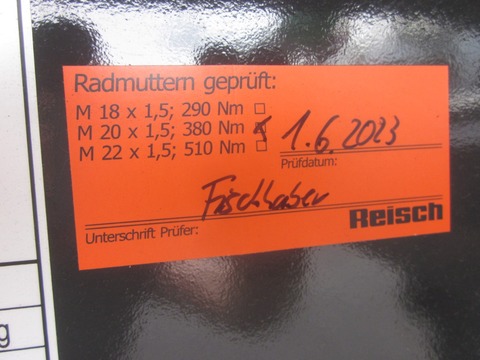 Radmuttern geprüft:
M 18 x 1,5; 290 Nm
M 20 x 1,5; 380 Nm
M 22 x 1,5; 510 Nm
1.6.2023
Prüfdatum:
Fischhaber
Reisch
Unterschrift Prüfer:
g